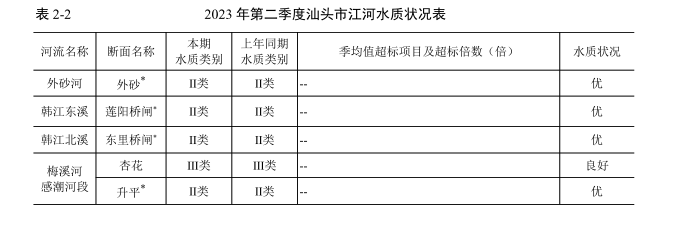 表 2-2 2023 年第二季度汕头市江河水质状况表
河流名称 断面名称 本期 水质类别 上年同期 水质类别 季均值超标项目及超标倍数（倍） 水质状况
外砂河 外砂* II类 II类 -- 优
韩江东溪 莲阳桥闸* II类 II类 -- 优
韩江北溪 东里桥闸* II类 II类 -- 优
梅溪河 感潮河段 杏花 III类 III类 -- 良好
升平* II类 II类 -- 优